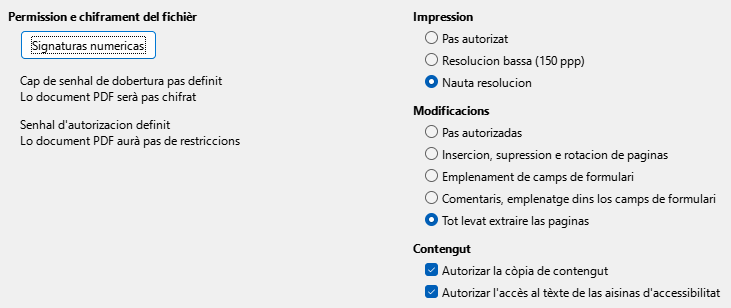 Permission e chiframent del fichièr
Signaturas numericas
Cap de senhal de dobertura pas definit
Lo document PDF serà pas chifrat
Senhal d'autorizacion definit
Lo document PDF aurà pas de restriccions
Impression
Pas autorizat
Resolucion bassa (150 ppp)
Nauta resolucion
Modificacions
Pas autorizadas
Insercion, supression e rotacion de paginas
Emplenament de camps de formulari
Comentaris, emplenatge dins los camps de formulari
Tot levat extraire las paginas
Contengut
Autorizar la còpia de contengut
Autorizar l'accès al tèxte de las aisinas d'accessibilitat